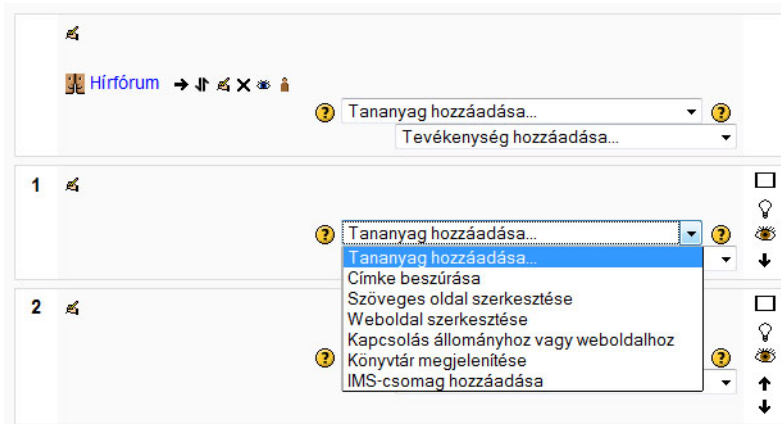 Hírfórum
Tananyag hozzáadása...
Tevékenység hozzáadása...
1
Tananyag hozzáadása...
Tananyag hozzáadása...
Címke beszúrása
Szöveges oldal szerkesztése
2
Weboldal szerkesztése
Kapcsolás állományhoz vagy weboldalhoz
Könyvtár megjelenítése
IMS-csomag hozzáadása